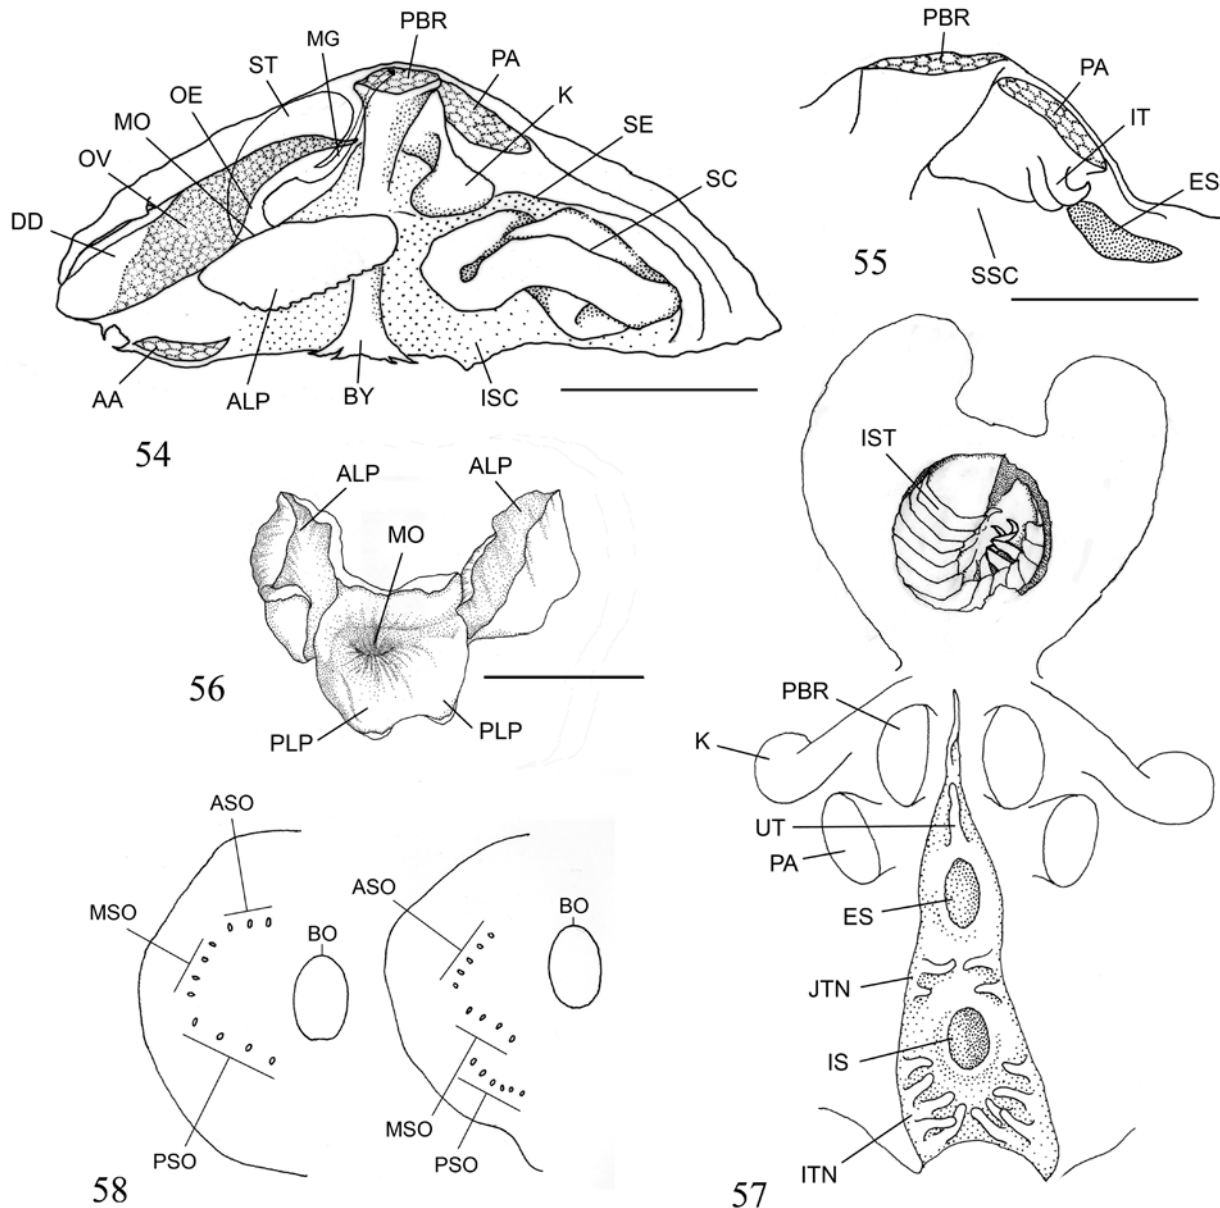 PBR
MG
ST
PA
OE
K
MO
SE
OV
SC
DD
AA
ALP
BY
ISC
54
PBR
PA
IT
ES
SSC
55
ALP
ALP
MO
PLP
PLP
56
IST
PBR
K
UT
PA
ES
JTN
IS
ITN
57
ASO
MSO
BO
PSO
ASO
BO
MSO
PSO
58